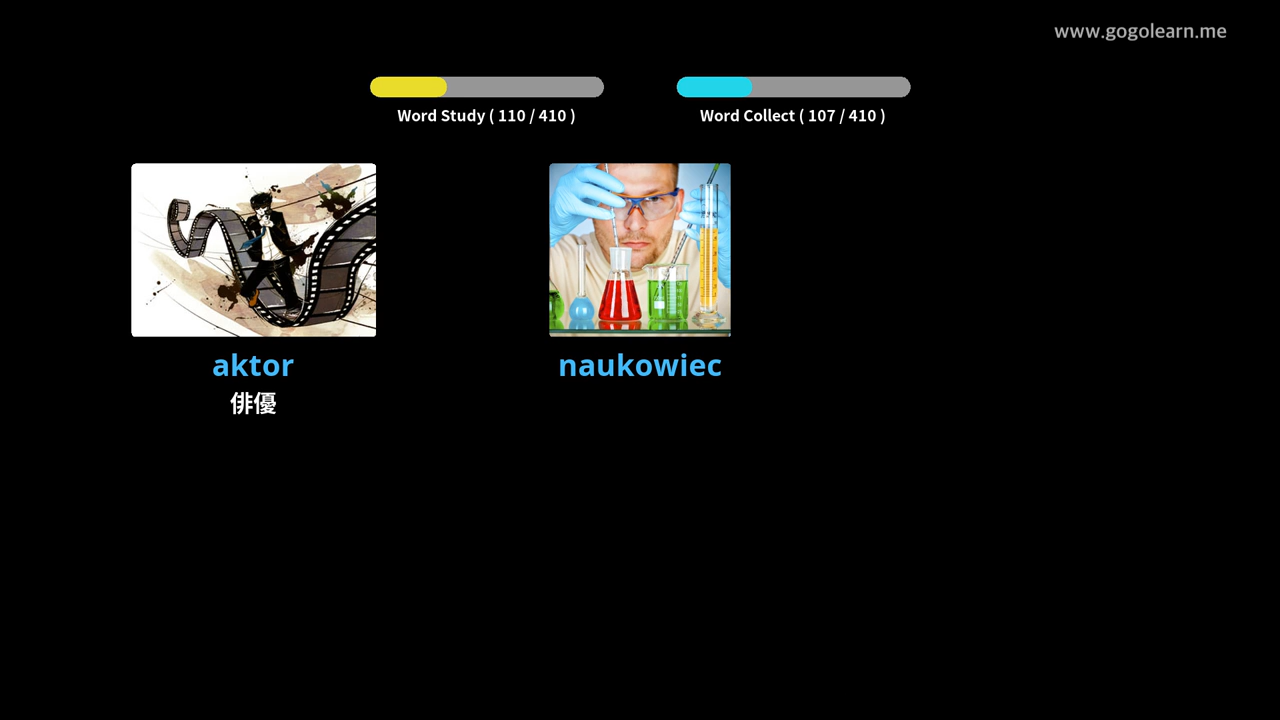 www.gogolearn.me
Word Study ( 110 / 410 )
Word Collect ( 107 / 410 )
aktor
俳優
naukowiec